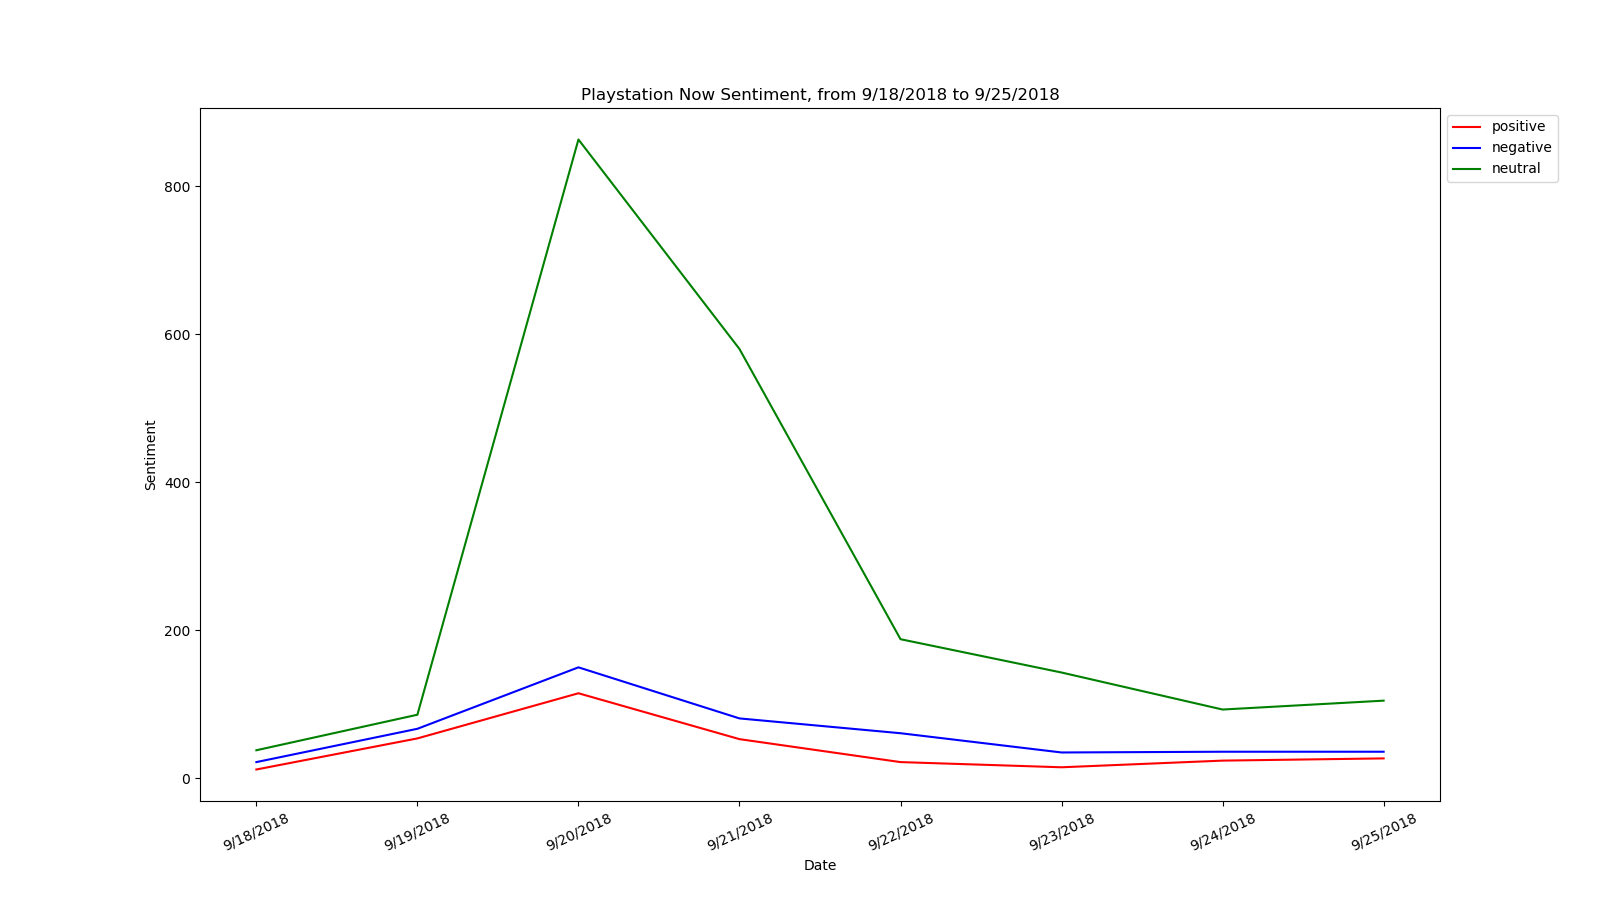 Playstation Now Sentiment, from 9/18/2018 to 9/25/2018
positive
negative
neutral
Sentiment
800
600
400
200
0
9/18/2018
9/19/2018
9/20/2018
9/21/2018
9/22/2018
9/23/2018
9/24/2018
9/25/2018
Date